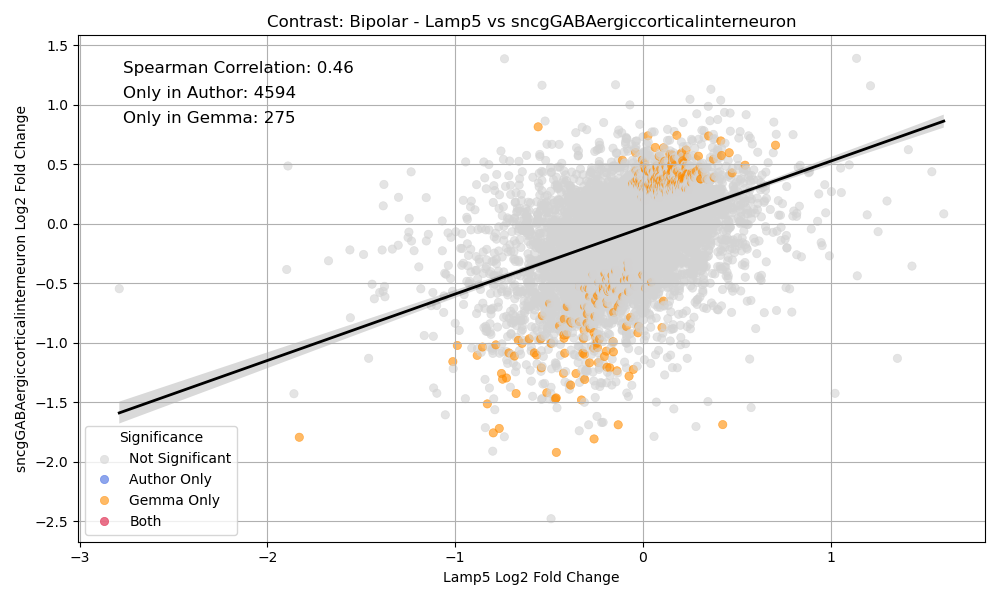 Contrast: Bipolar - Lamp5 vs sncgGABAergiccorticalinterneuron
Spearman Correlation: 0.46
Only in Author: 4594
Only in Gemma: 275
sncgGABAergiccorticalinterneuron Log2 Fold Change
1.5
1.0
0.5
0.0
−0.5
−1.0
−1.5
−2.0
−2.5
Significance
Not Significant
Author Only
Gemma Only
Both
−3
−2
−1
0
1
Lamp5 Log2 Fold Change